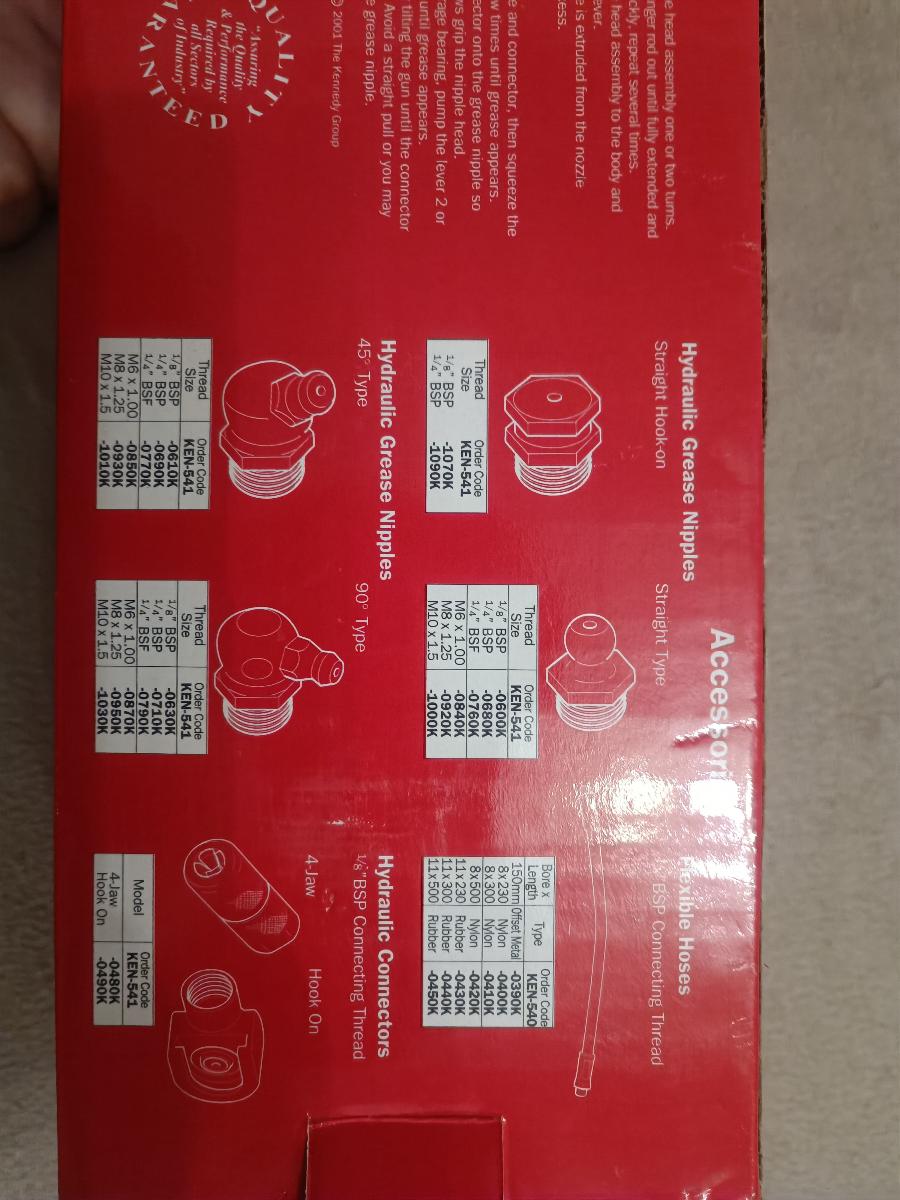 e head assembly one or two turns.
nger rod out until fully extended and
ckly, repeat several times.
head assembly to the body and
ever.
e is extruded from the nozzle
cess.
e and connector, then squeeze the
w times until grease appears.
ector onto the grease nipple so
ws grip the nipple head.
rage bearing, pump the lever 2 or
until grease appears.
tilting the gun until the connector
Avoid a straight pull or you may
e grease nipple.
© 2001 The Kennedy Group
QUALITY
"Assuring
the Quality
& Performance
Required by
all Sectors
of Industry"
RANTEED
Accessor
Hydraulic Grease Nipples
Straight Hook-on
Thread Size Order Code KEN-541
1/8" BSP -1070K
1/4" BSP -1090K
Straight Type
Thread Size Order Code KEN-541
1/8" BSP -0600K
1/4" BSP -0680K
1/4" BSF -0760K
M6 x 1.00 -0840K
M8 x 1.25 -0920K
M10 x 1.5 -1000K
Flexible Hoses
BSP Connecting Thread
Bore x Length Type Order Code KEN-540
150mm Offset Metal -0390K
8 x 230 Nylon -0400K
8 x 300 Nylon -0410K
8 x 500 Nylon -0420K
11 x 230 Rubber -0430K
11 x 300 Rubber -0440K
11 x 500 Rubber -0450K
Hydraulic Grease Nipples
45° Type
Thread Size Order Code KEN-541
1/8" BSP -0610K
1/4" BSP -0690K
1/4" BSF -0770K
M6 x 1.00 -0850K
M8 x 1.25 -0930K
M10 x 1.5 -1010K
90° Type
Thread Size Order Code KEN-541
1/8" BSP -0630K
1/4" BSP -0710K
1/4" BSF -0790K
M6 x 1.00 -0870K
M8 x 1.25 -0950K
M10 x 1.5 -1030K
Hydraulic Connectors
1/8"BSP Connecting Thread
4-Jaw
Hook On
Model Order Code KEN-541
4-Jaw -0480K
Hook On -0490K